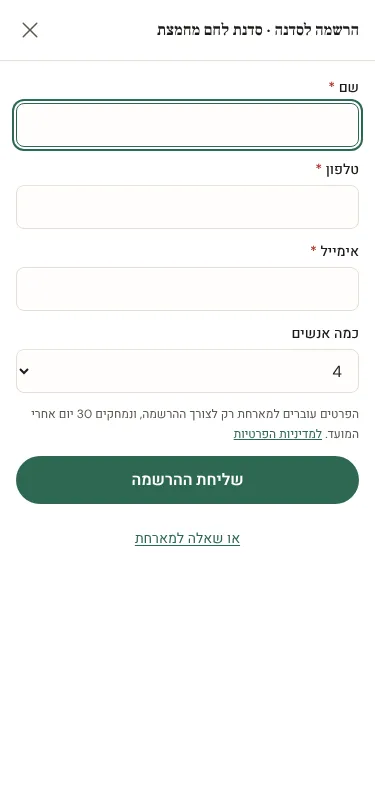 הרשמה לסדנה · סדנת לחם מחמצת
שם *
טלפון *
אימייל *
כמה אנשים
4
הפרטים עוברים למארחת רק לצורך ההרשמה, ונמחקים 30 יום אחרי
המועד. למדיניות הפרטיות
שליחת ההרשמה
או שאלה למארחת